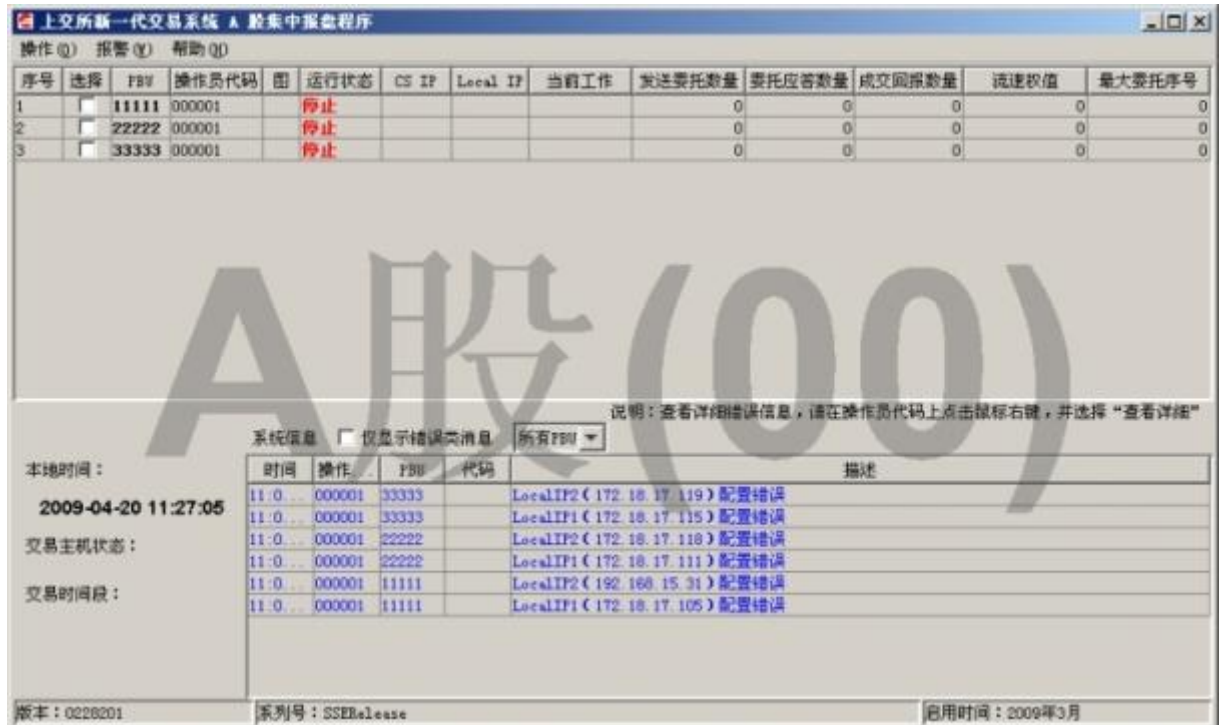 上交所新一代交易系统 A 股集中报盘程序
操作(O) 报警(W) 帮助(H)
序号 选择 PBU 操作员代码 图 运行状态 CS IP Local IP 当前工作 发送委托数量 委托应答数量 成交回报数量 流速权值 最大委托序号
1 11111 000001 停止 0 0 0 0 0
2 22222 000001 停止 0 0 0 0 0
3 33333 000001 停止 0 0 0 0 0
A股(00)
说明：查看详细错误信息，请在操作员代码上点击鼠标右键，并选择“查看详细”
系统信息 仅显示错误类消息 所有PBU
时间 操作... PBU 代码 描述
11:0... 000001 33333 LocalIP2(172.18.17.119)配置错误
11:0... 000001 33333 LocalIP1(172.18.17.115)配置错误
11:0... 000001 22222 LocalIP2(172.18.17.118)配置错误
11:0... 000001 22222 LocalIP1(172.18.17.111)配置错误
11:0... 000001 11111 LocalIP2(192.168.15.31)配置错误
11:0... 000001 11111 LocalIP1(172.18.17.105)配置错误
本地时间：
2009-04-20 11:27:05
交易主机状态：
交易时间段：
版本：0228201 系列号：SSERelease 启用时间：2009年3月